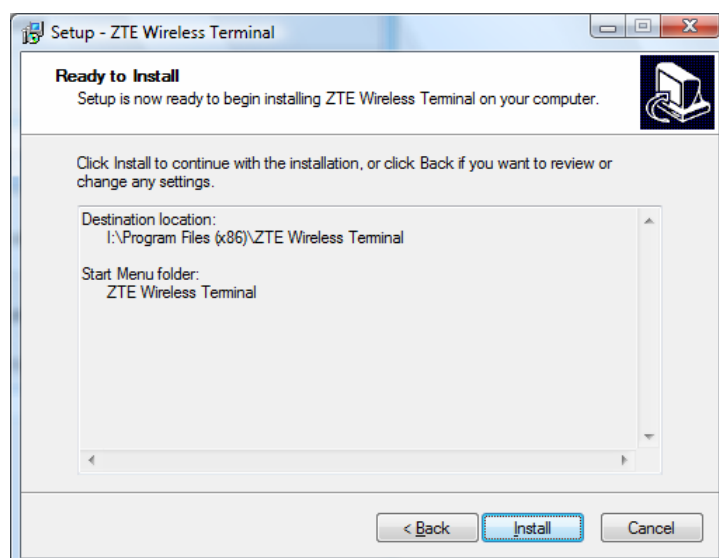 Setup - ZTE Wireless Terminal
Ready to Install
Setup is now ready to begin installing ZTE Wireless Terminal on your computer.
Click Install to continue with the installation, or click Back if you want to review or
change any settings.
Destination location:
I:\Program Files (x86)\ZTE Wireless Terminal
Start Menu folder:
ZTE Wireless Terminal
< Back Install Cancel